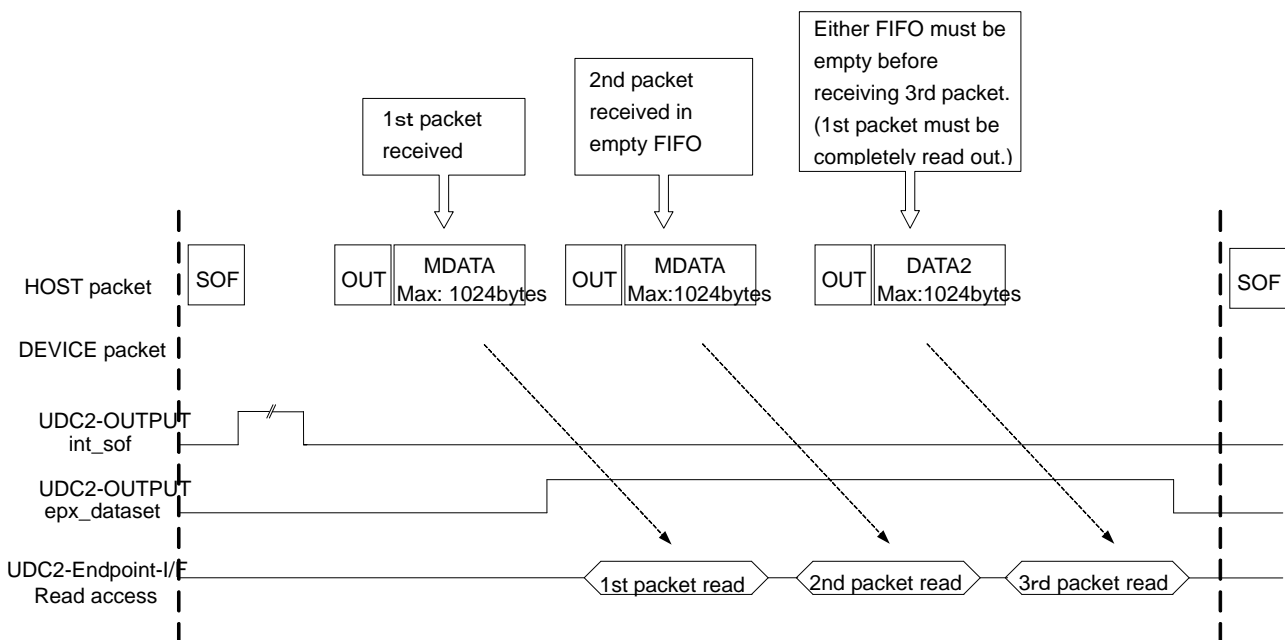 1st packet
received
2nd packet
received in
empty FIFO
Either FIFO must be
empty before
receiving 3rd packet.
(1st packet must be
completely read out.)
HOST packet
SOF
OUT
MDATA
Max: 1024bytes
OUT
MDATA
Max:1024bytes
OUT
DATA2
Max:1024bytes
SOF
DEVICE packet
UDC2-OUTPUT
int_sof
UDC2-OUTPUT
epx_dataset
UDC2-Endpoint-I/F
Read access
1st packet read
2nd packet read
3rd packet read